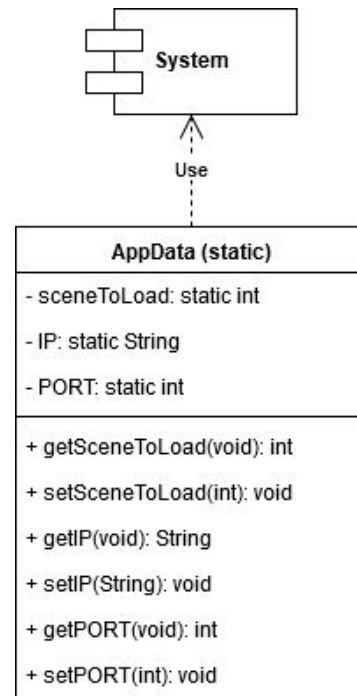 System
Use
AppData (static)
- sceneToLoad: static int
- IP: static String
- PORT: static int
+ getSceneToLoad(void): int
+ setSceneToLoad(int): void
+ getIP(void): String
+ setIP(String): void
+ getPORT(void): int
+ setPORT(int): void